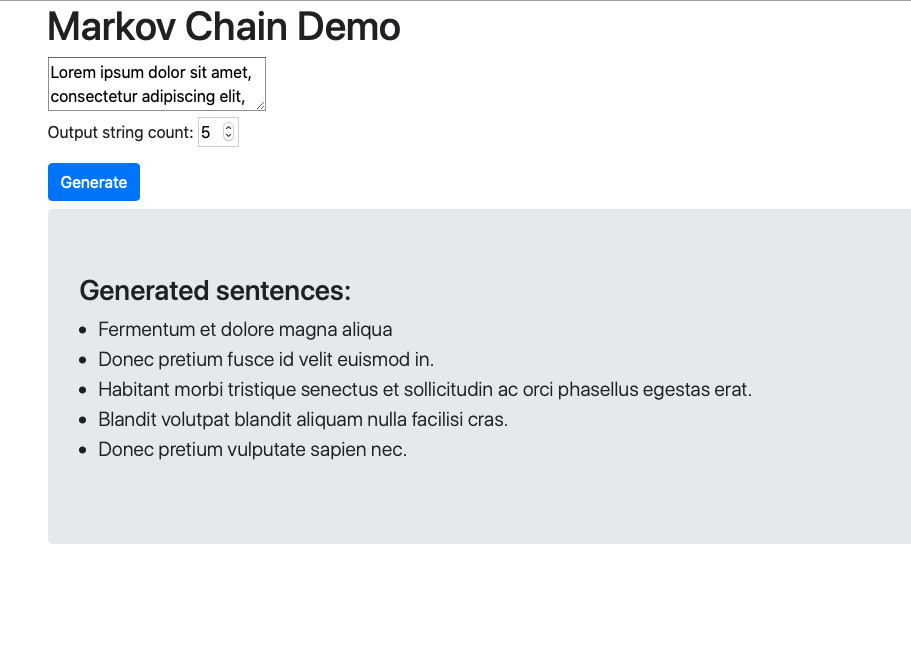 Markov Chain Demo
Lorem ipsum dolor sit amet,
consectetur adipiscing elit,
Output string count: 5
Generate
Generated sentences:
Fermentum et dolore magna aliqua
Donec pretium fusce id velit euismod in.
Habitant morbi tristique senectus et sollicitudin ac orci phasellus egestas erat.
Blandit volutpat blandit aliquam nulla facilisi cras.
Donec pretium vulputate sapien nec.